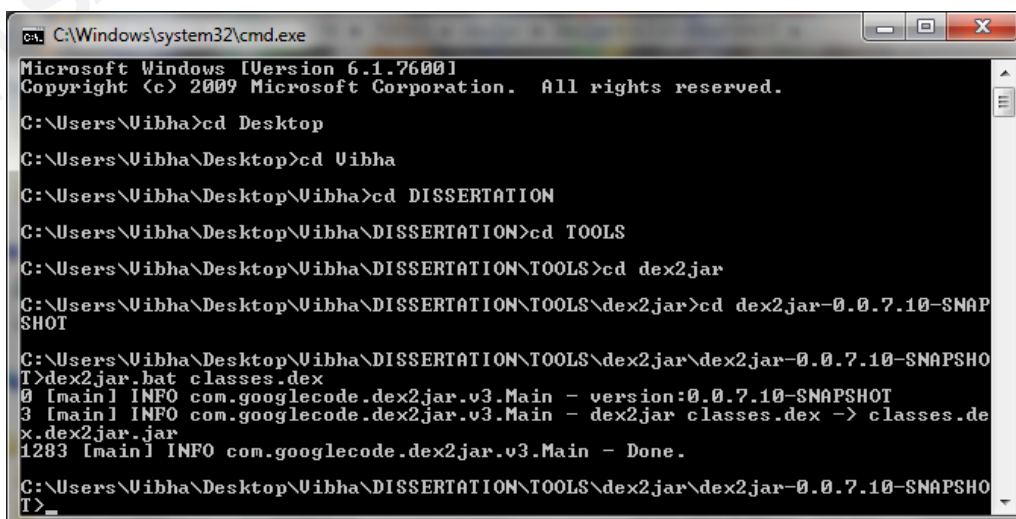 C:\Windows\system32\cmd.exe
Microsoft Windows [Version 6.1.7600]
Copyright (c) 2009 Microsoft Corporation.  All rights reserved.
C:\Users\Vibha>cd Desktop
C:\Users\Vibha\Desktop>cd Vibha
C:\Users\Vibha\Desktop\Vibha>cd DISSERTATION
C:\Users\Vibha\Desktop\Vibha\DISSERTATION>cd TOOLS
C:\Users\Vibha\Desktop\Vibha\DISSERTATION\TOOLS>cd dex2jar
C:\Users\Vibha\Desktop\Vibha\DISSERTATION\TOOLS\dex2jar>cd dex2jar-0.0.7.10-SNAP
SHOT
C:\Users\Vibha\Desktop\Vibha\DISSERTATION\TOOLS\dex2jar\dex2jar-0.0.7.10-SNAPSHO
T>dex2jar.bat classes.dex
0 [main] INFO com.googlecode.dex2jar.v3.Main - version:0.0.7.10-SNAPSHOT
3 [main] INFO com.googlecode.dex2jar.v3.Main - dex2jar classes.dex -> classes.de
x.dex2jar.jar
1283 [main] INFO com.googlecode.dex2jar.v3.Main - Done.
C:\Users\Vibha\Desktop\Vibha\DISSERTATION\TOOLS\dex2jar\dex2jar-0.0.7.10-SNAPSHO
T>_